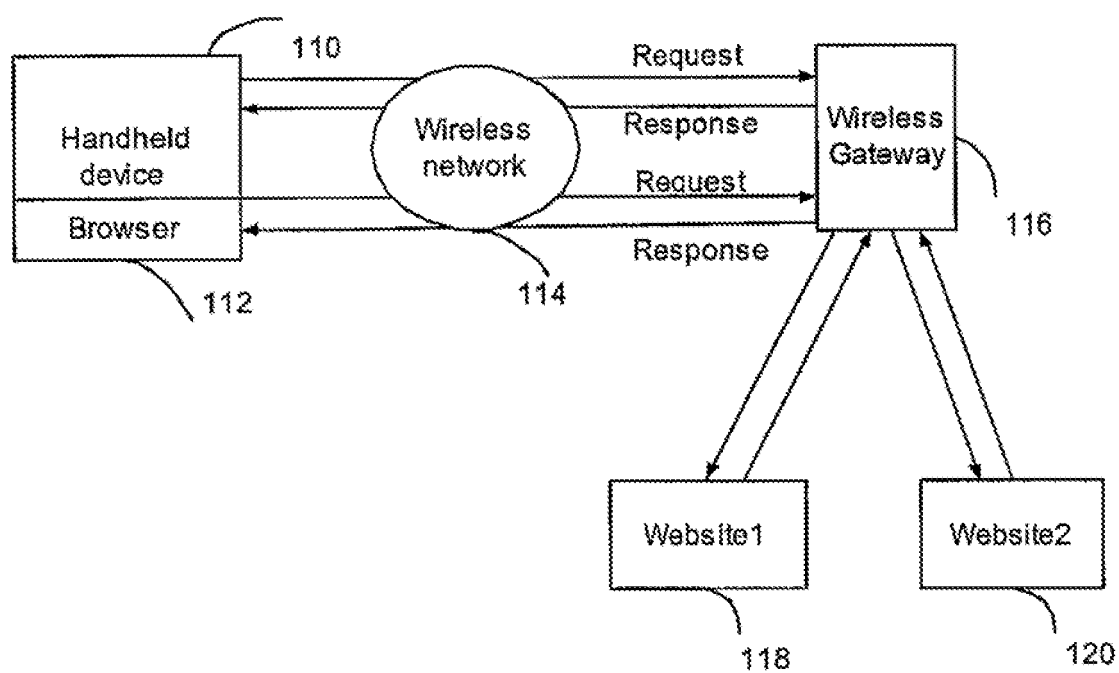 110
Request
Response
Wireless
network
Wireless
Gateway
Handheld
device
Request
Browser
Response
116
112
114
Website1
Website2
118
120